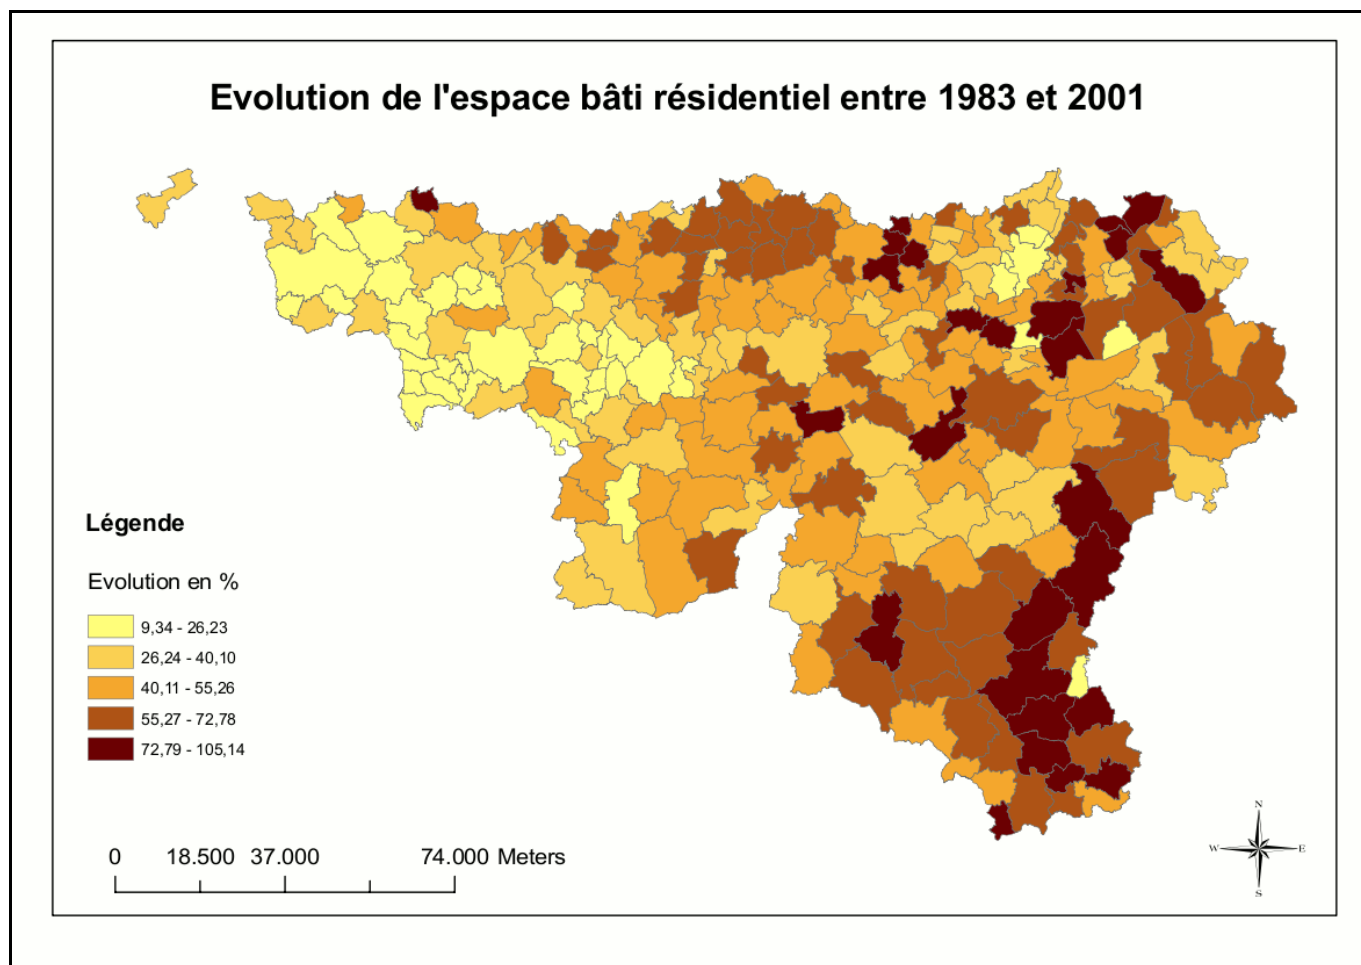 Evolution de l'espace bâti résidentiel entre 1983 et 2001
Légende
Evolution en %
9,34 - 26,23
26,24 - 40,10
40,11 - 55,26
55,27 - 72,78
72,79 - 105,14
0 18.500 37.000 74.000 Meters
N
W E
S